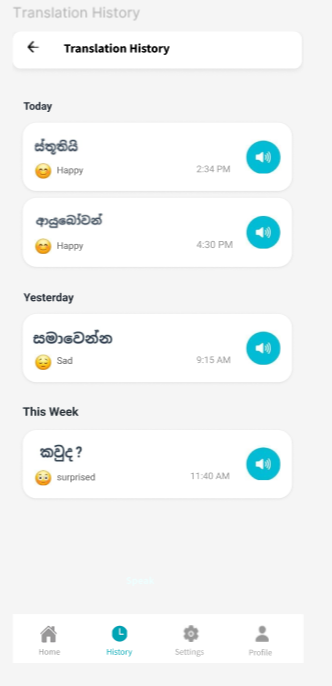 Translation History
Translation History
Today
ස්තූතියි
Happy
2:34 PM
ආයුබෝවන්
Happy
4:30 PM
Yesterday
සමාවෙන්න
Sad
9:15 AM
This Week
කවුද ?
surprised
11:40 AM
Home
History
Settings
Profile